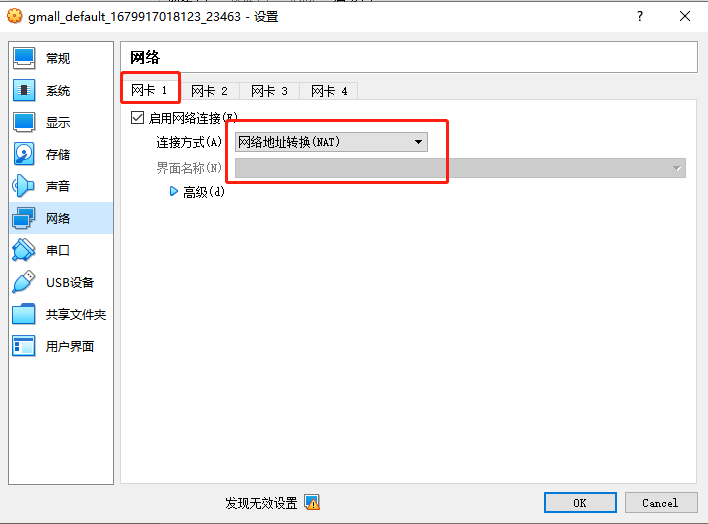 gmall_default_1679917018123_23463 - 设置
?
常规
系统
显示
存储
声音
网络
串口
USB设备
共享文件夹
用户界面
网络
网卡 1 网卡 2 网卡 3 网卡 4
启用网络连接(E)
连接方式(A) 网络地址转换(NAT)
界面名称(N)
高级(d)
发现无效设置
OK Cancel